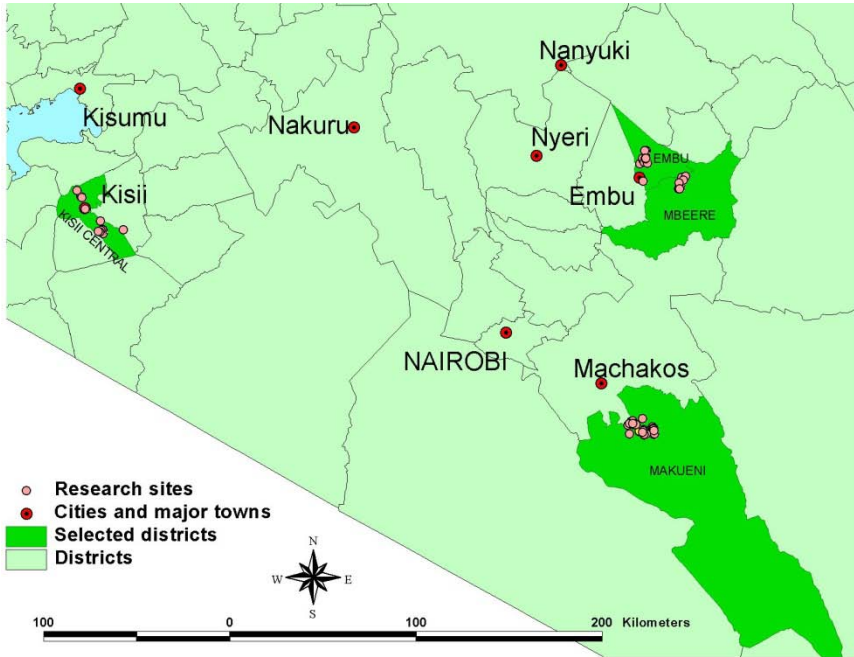 Nanyuki
Kisumu
Nakuru
Nyeri
EMBU
Kisii
Embu
MBEERE
KISII CENTRAL
NAIROBI
Machakos
MAKUENI
Research sites
Cities and major towns
Selected districts
Districts
N
W E
S
100 0 100 200 Kilometers